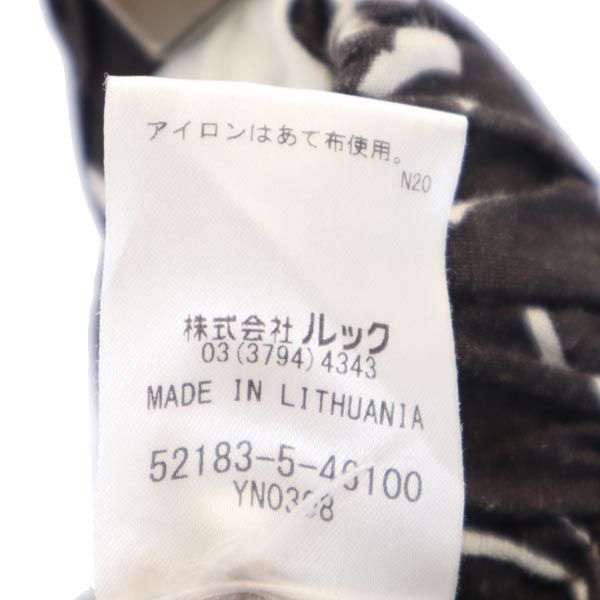 アイロンはあて布使用。
N20
株式会社 ルック
03(3794)4343
MADE IN LITHUANIA